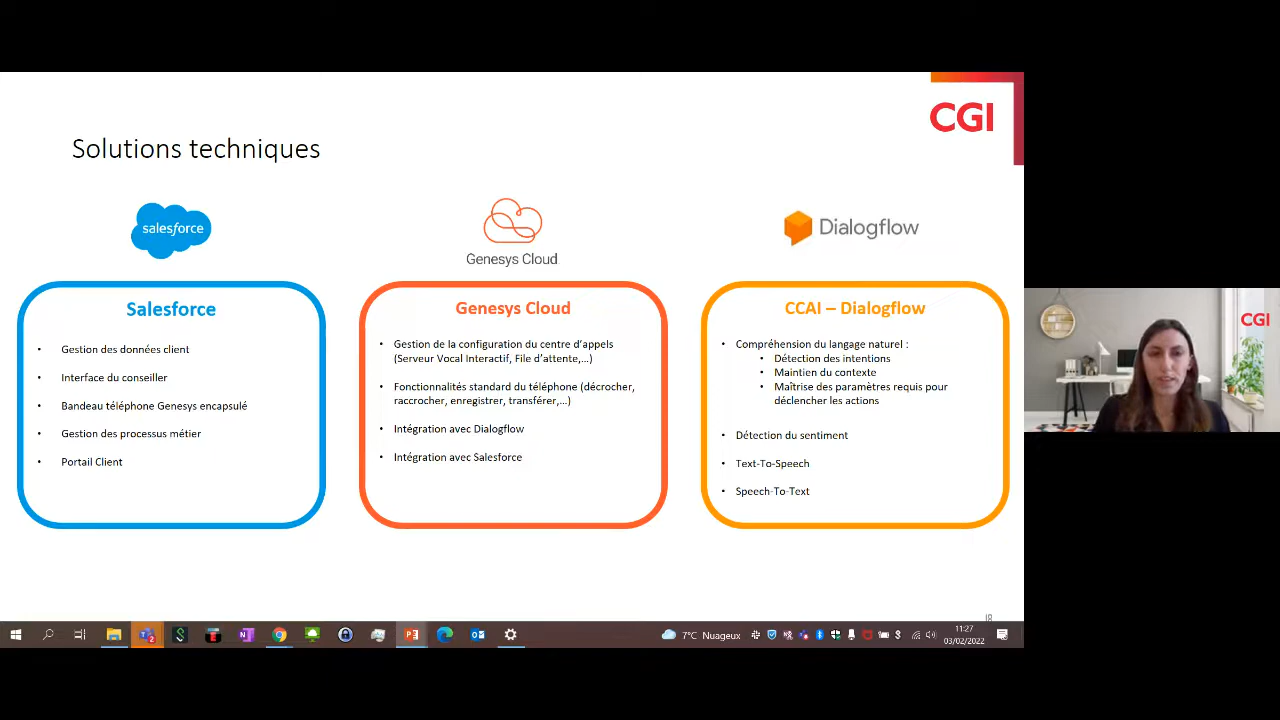 CGI
Solutions techniques
salesforce
Genesys Cloud
Dialogflow
Salesforce
• Gestion des données client
• Interface du conseiller
• Bandeau téléphone Genesys encapsulé
• Gestion des processus métier
• Portail Client
Genesys Cloud
• Gestion de la configuration du centre d'appels
(Serveur Vocal Interactif, File d'attente,...)
• Fonctionnalités standard du téléphone (décrocher,
raccrocher, enregistrer, transférer,...)
• Intégration avec Dialogflow
• Intégration avec Salesforce
CCAI – Dialogflow
• Compréhension du langage naturel :
• Détection des intentions
• Maintien du contexte
• Maîtrise des paramètres requis pour
déclencher les actions
• Détection du sentiment
• Text-To-Speech
• Speech-To-Text
CGI
18
7°C Nuageux
11:27
03/02/2022